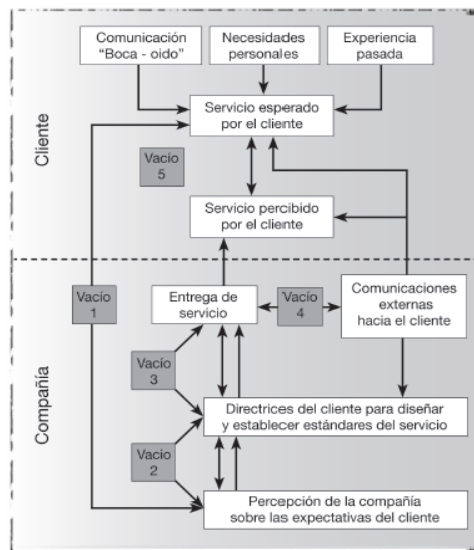 Comunicación
"Boca - oido"
Necesidades
personales
Experiencia
pasada
Servicio esperado
por el cliente
Cliente
Vacío
5
Servicio percibido
por el cliente
Vacío
1
Entrega de
servicio
Vacío
4
Comunicaciones
externas
hacia el cliente
Compañía
Vacío
3
Directrices del cliente para diseñar
y establecer estándares del servicio
Vacío
2
Percepción de la compañía
sobre las expectativas del cliente